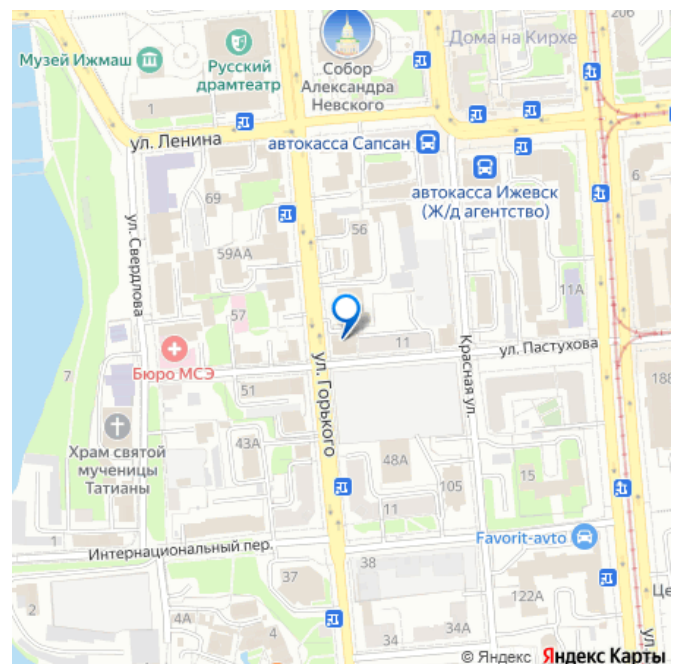 20б
Дома на Кирхе
Музей Ижмаш
Русский
драмтеатр
Собор
Александра
Невского
1
ул. Ленина
автокасса Сапсан
автокасса Ижевск
(Ж/д агентство)
6
69
ул. Свердлова
56
59АА
11А
57
11
ул. Пастухова
Красная ул.
Бюро МСЭ
7
ул. Горького
51
188
43А
Храм святой
мученицы
Татианы
48А
105
15
11
1
Интернациональный пер.
Favorit-avto
38
37
122А
Це
2
4А
4
34
34А
ул
© Яндекс Яндекс Карты